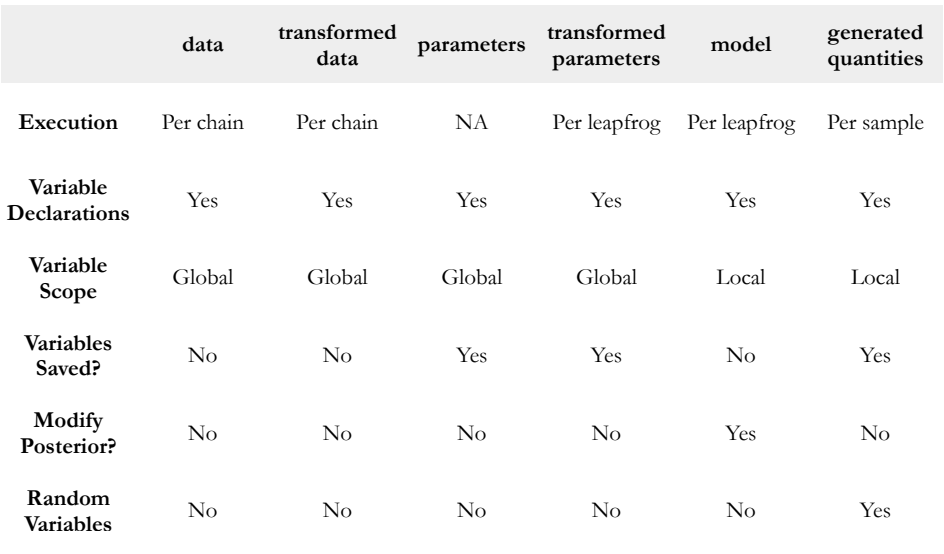 data transformed data parameters transformed parameters model generated quantities
Execution Per chain Per chain NA Per leapfrog Per leapfrog Per sample
Variable Declarations Yes Yes Yes Yes Yes Yes
Variable Scope Global Global Global Global Local Local
Variables Saved? No No Yes Yes No Yes
Modify Posterior? No No No No Yes No
Random Variables No No No No No Yes